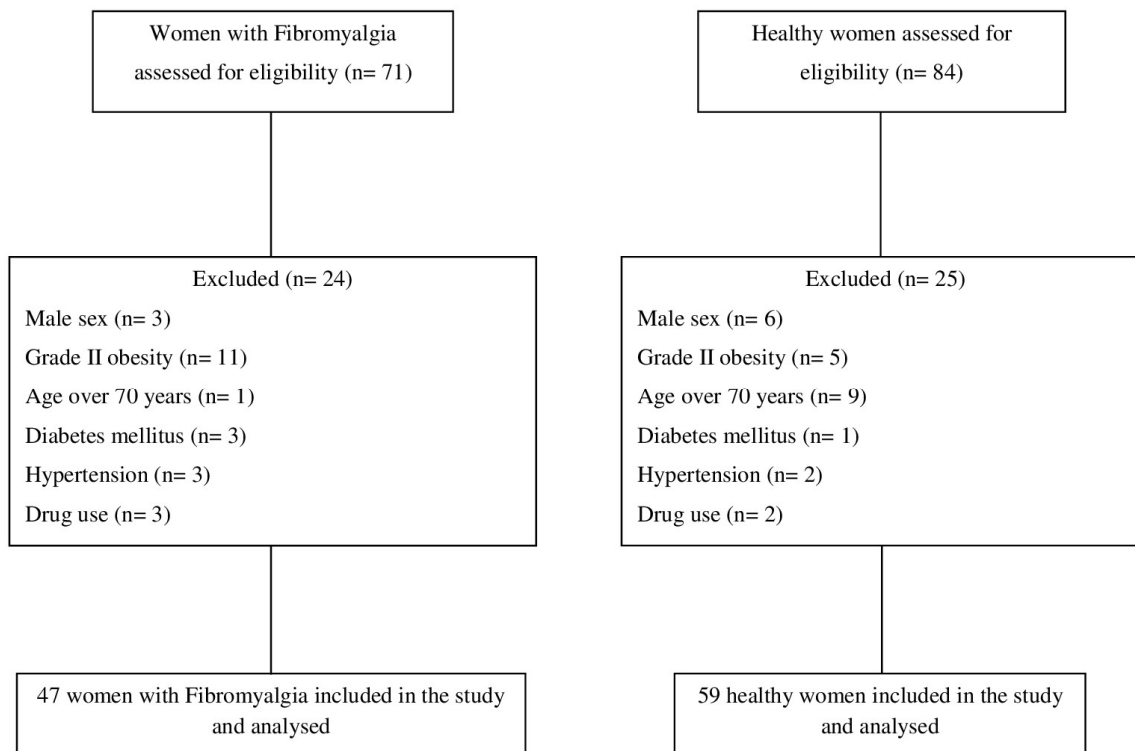 Women with Fibromyalgia
assessed for eligibility (n= 71)
Healthy women assessed for
eligibility (n= 84)
Excluded (n= 24)
Male sex (n= 3)
Grade II obesity (n= 11)
Age over 70 years (n= 1)
Diabetes mellitus (n= 3)
Hypertension (n= 3)
Drug use (n= 3)
Excluded (n= 25)
Male sex (n= 6)
Grade II obesity (n= 5)
Age over 70 years (n= 9)
Diabetes mellitus (n= 1)
Hypertension (n= 2)
Drug use (n= 2)
47 women with Fibromyalgia included in the study
and analysed
59 healthy women included in the study
and analysed